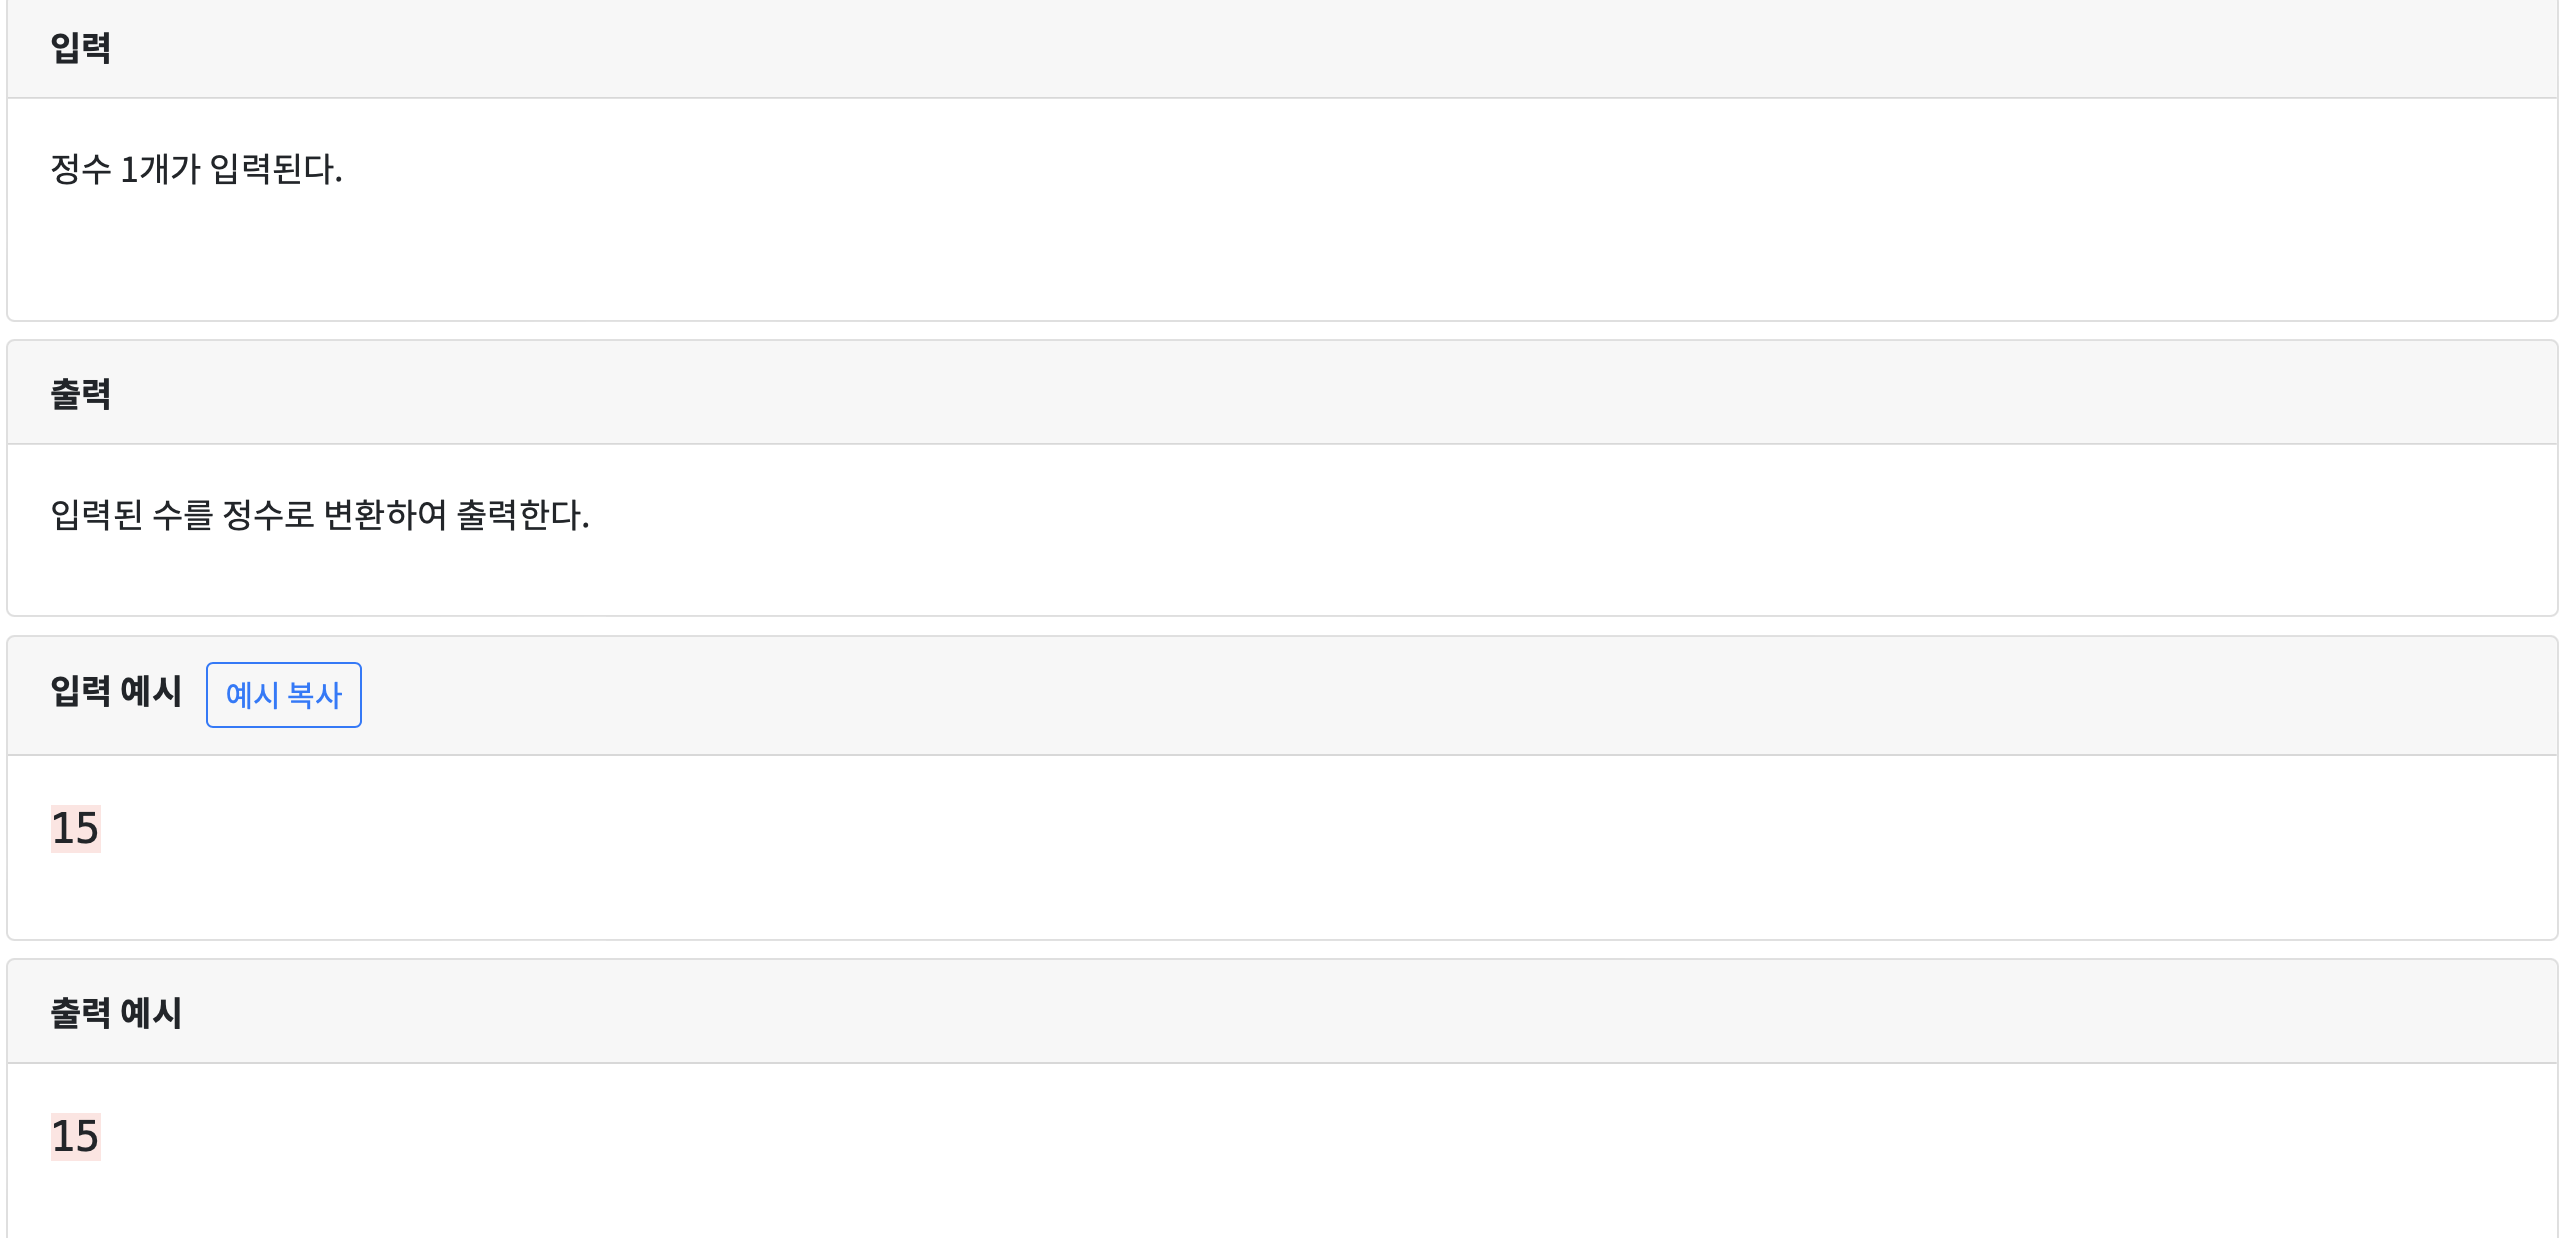 입력
정수 1개가 입력된다.
출력
입력된 수를 정수로 변환하여 출력한다.
입력 예시 예시 복사
15
출력 예시
15